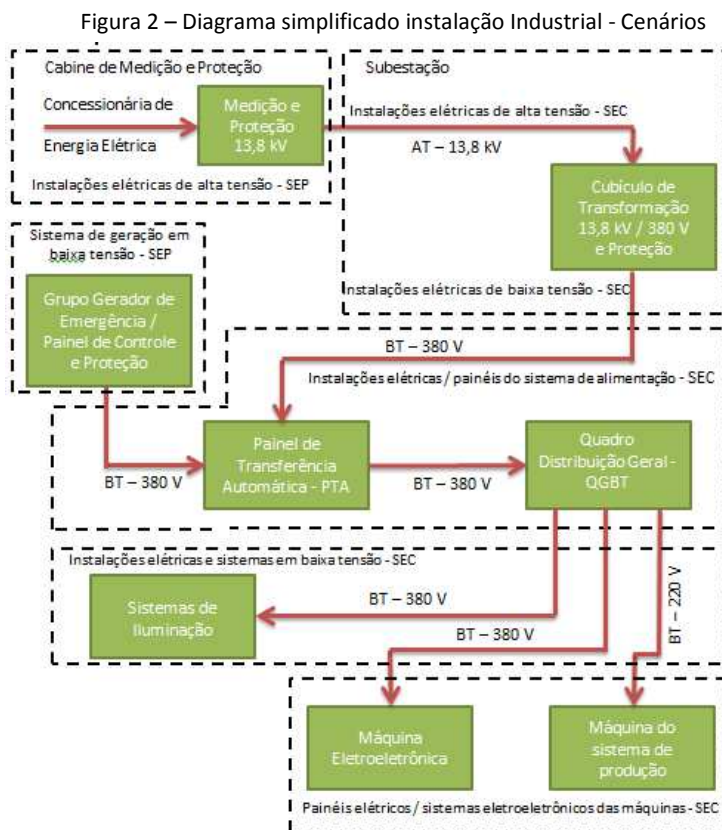 Figura 2 – Diagrama simplificado instalação Industrial - Cenários
Cabine de Medição e Proteção
Concessionária de
Energia Elétrica
Medição e
Proteção
13,8 kV
Instalações elétricas de alta tensão - SEP
Subestação
Instalações elétricas de alta tensão - SEC
AT – 13,8 kV
Cubículo de
Transformação
13,8 kV / 380 V
e Proteção
Instalações elétricas de baixa tensão - SEC
Sistema de geração em
baixa tensão - SEP
Grupo Gerador de
Emergência /
Painel de Controle
e Proteção
BT – 380 V
Instalações elétricas / painéis do sistema de alimentação - SEC
BT – 380 V
Painel de
Transferência
Automática - PTA
BT – 380 V
Quadro
Distribuição Geral -
QGBT
Instalações elétricas e sistemas em baixa tensão - SEC
Sistemas de
Iluminação
BT – 380 V
BT – 380 V
BT – 220 V
Máquina
Eletroeletrônica
Máquina do
sistema de
produção
Painéis elétricos / sistemas eletroeletrônicos das máquinas - SEC